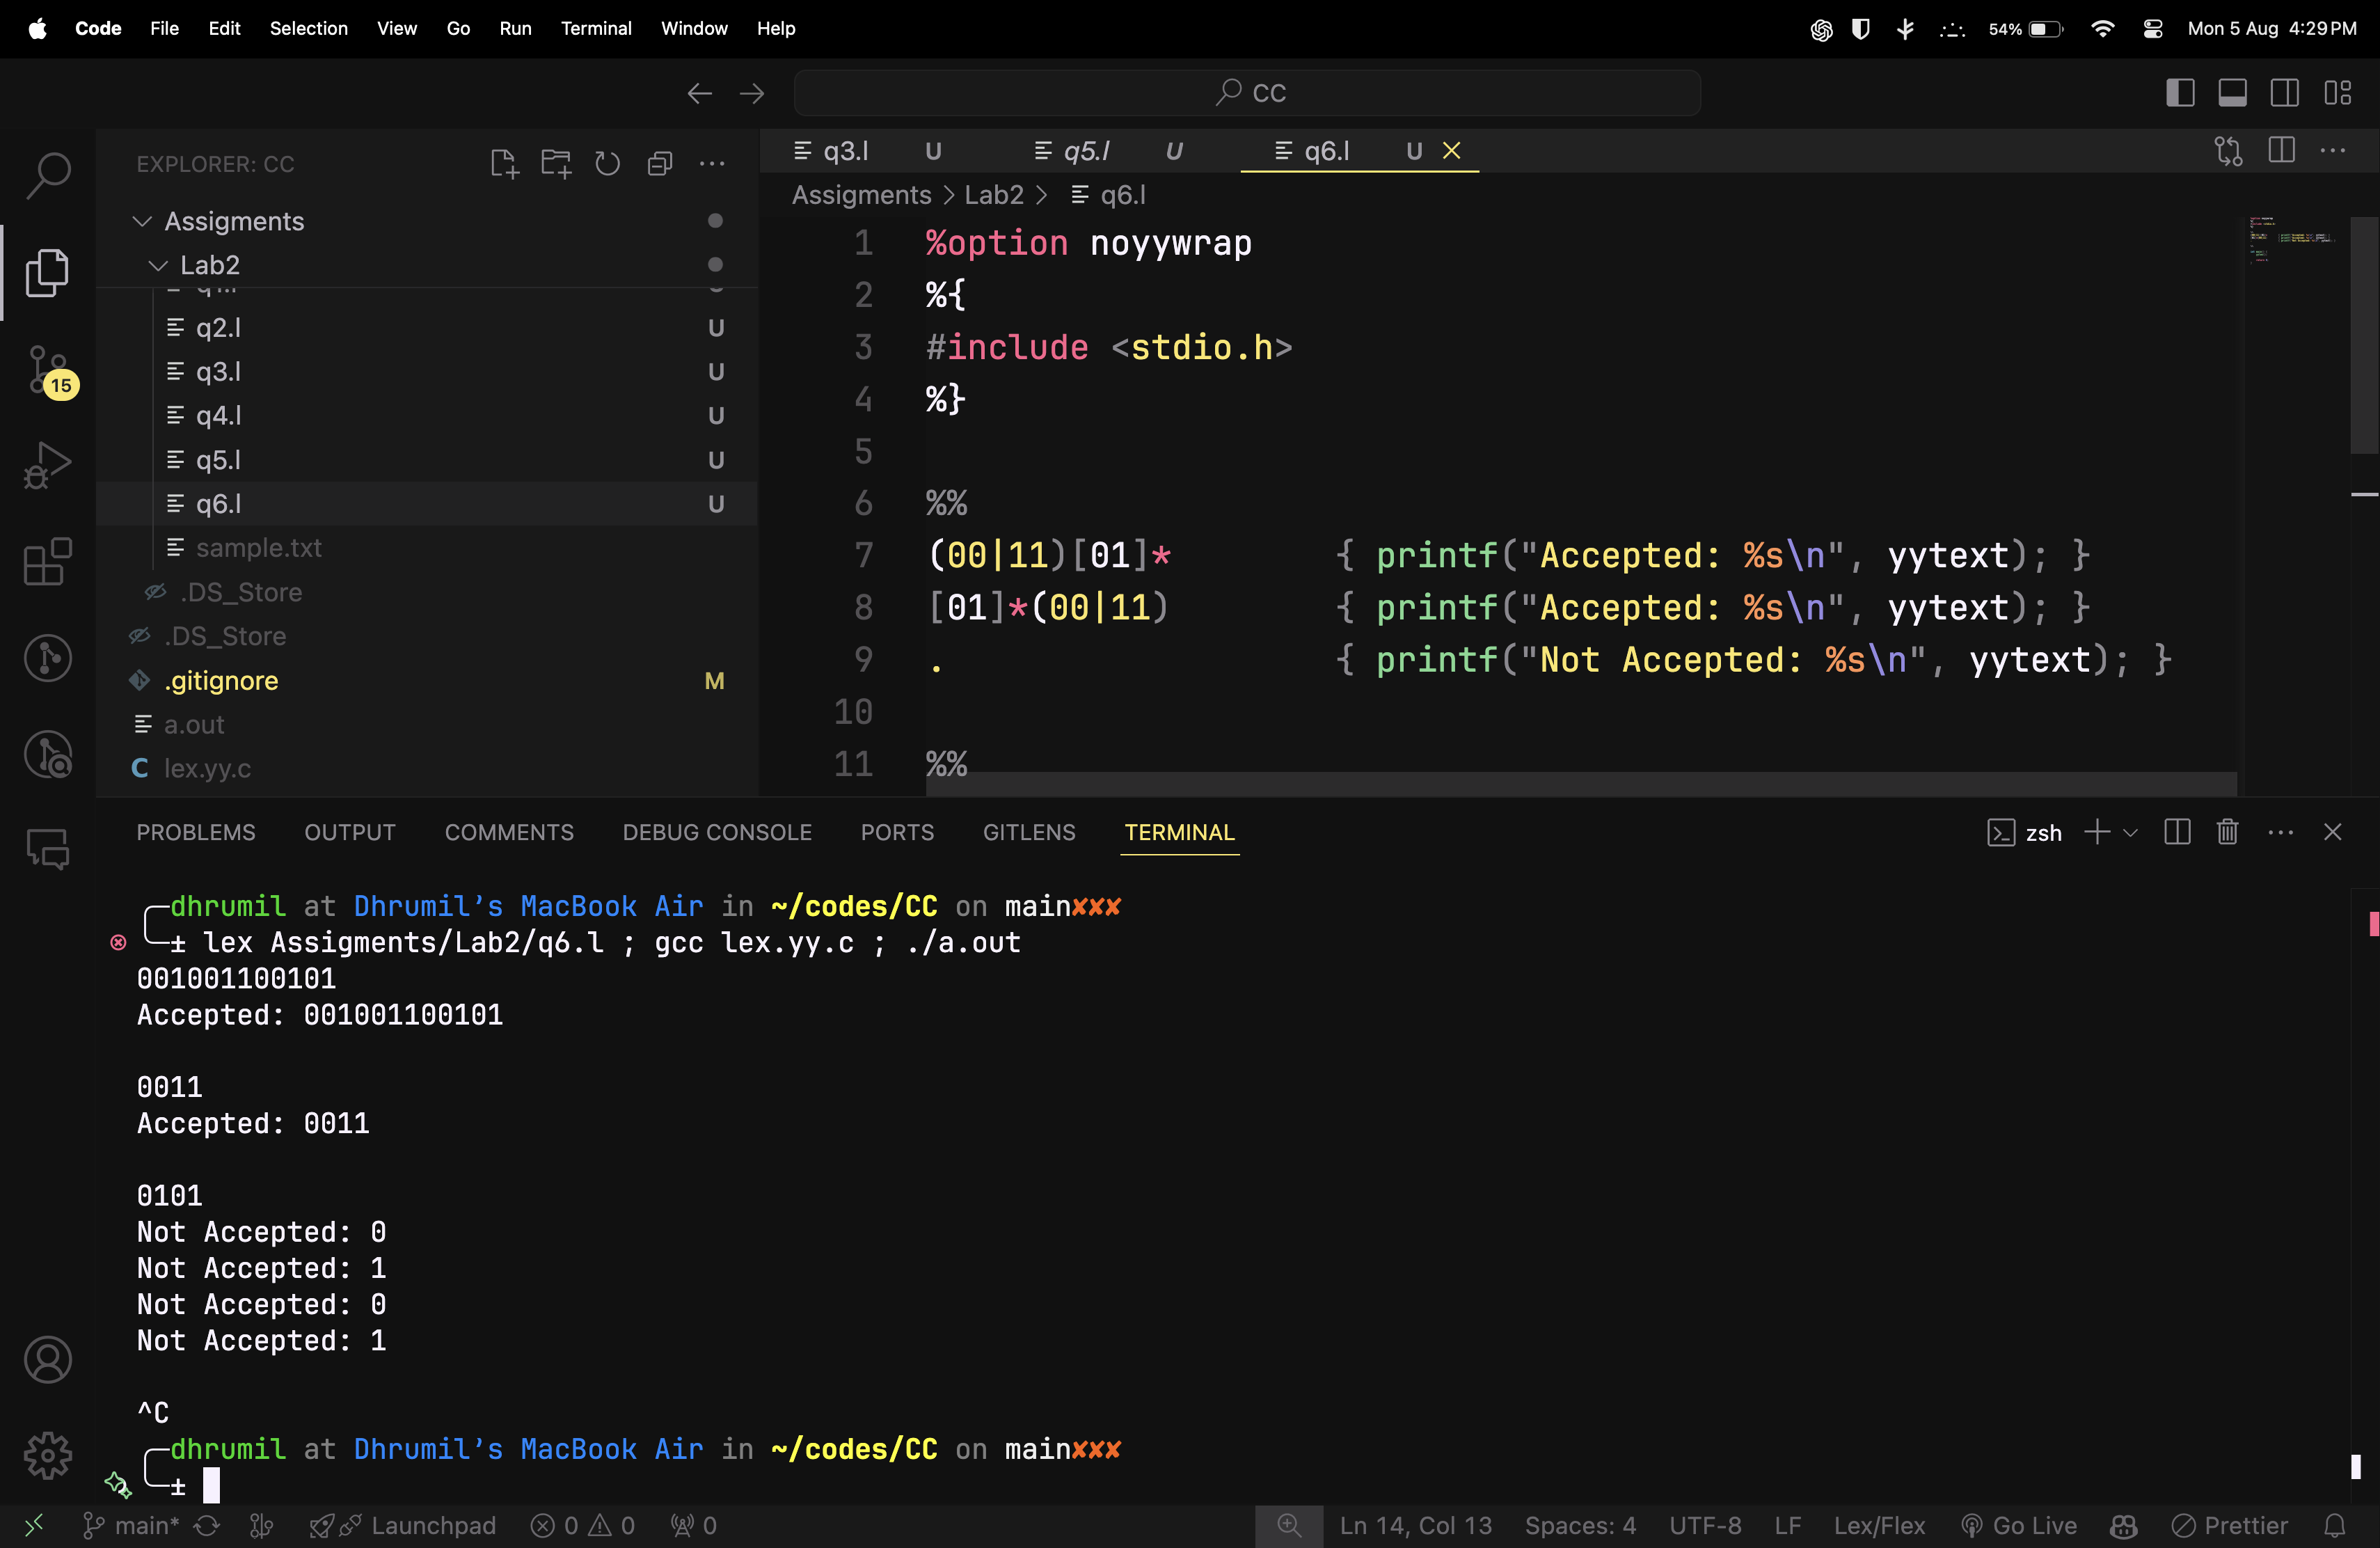 Code File Edit Selection View Go Run Terminal Window Help 54% Mon 5 Aug 4:29 PM
CC
EXPLORER: CC
Assigments
Lab2
q2.l U
q3.l U
q4.l U
q5.l U
q6.l U
sample.txt
.DS_Store
.DS_Store
.gitignore M
a.out
C lex.yy.c
15
q3.l U q5.l U q6.l U
Assigments > Lab2 > q6.l
1 %option noyywrap
2 %{
3 #include <stdio.h>
4 %}
5
6 %%
7 (00|11)[01]* { printf("Accepted: %s\n", yytext); }
8 [01]*(00|11) { printf("Accepted: %s\n", yytext); }
9 . { printf("Not Accepted: %s\n", yytext); }
10
11 %%
PROBLEMS OUTPUT COMMENTS DEBUG CONSOLE PORTS GITLENS TERMINAL zsh
dhrumil at Dhrumil’s MacBook Air in ~/codes/CC on main✘✘✘
± lex Assigments/Lab2/q6.l ; gcc lex.yy.c ; ./a.out
001001100101
Accepted: 001001100101
0011
Accepted: 0011
0101
Not Accepted: 0
Not Accepted: 1
Not Accepted: 0
Not Accepted: 1
^C
dhrumil at Dhrumil’s MacBook Air in ~/codes/CC on main✘✘✘
±
main* Launchpad 0 0 0 Ln 14, Col 13 Spaces: 4 UTF-8 LF Lex/Flex Go Live Prettier